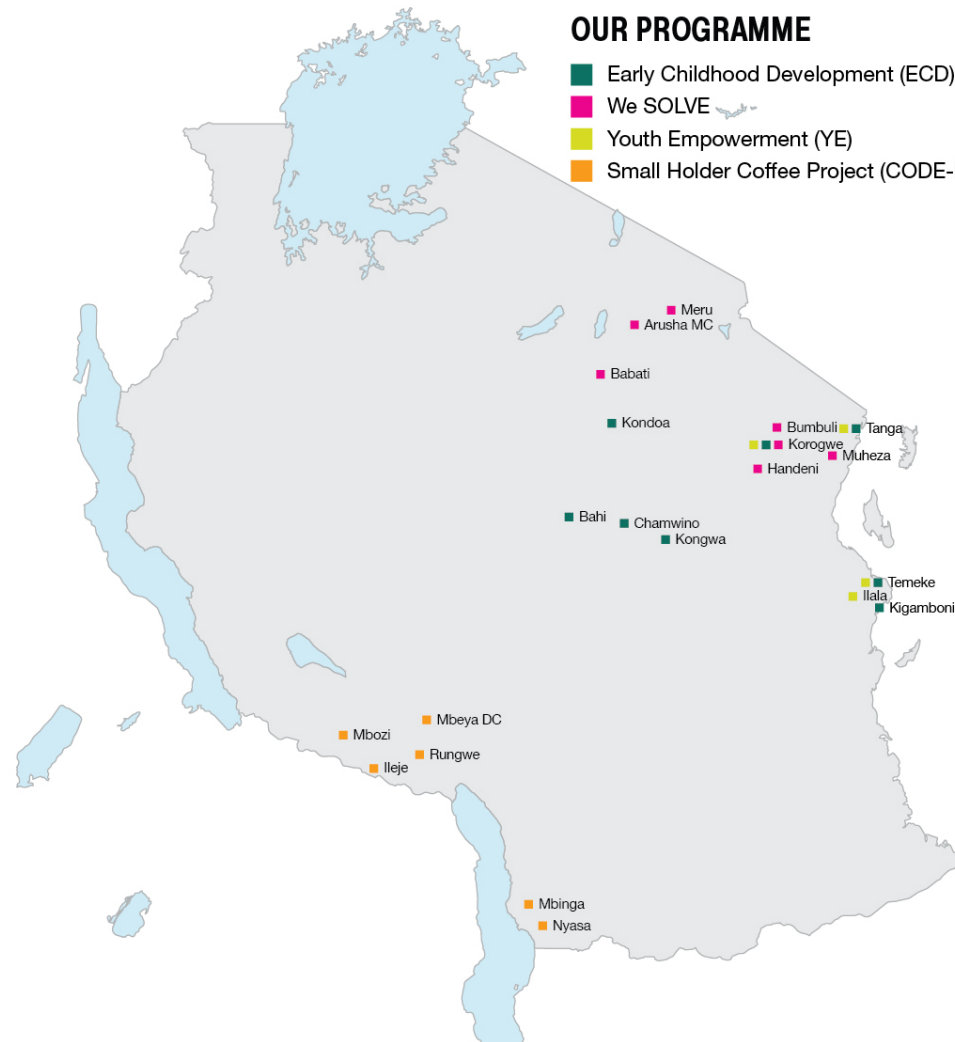 OUR PROGRAMME
Early Childhood Development (ECD)
We SOLVE
Youth Empowerment (YE)
Small Holder Coffee Project (CODE-
Meru
Arusha MC
Babati
Kondoa
Bumbuli
Tanga
Korogwe
Muheza
Handeni
Bahi
Chamwino
Kongwa
Temeke
Ilala
Kigamboni
Mbeya DC
Mbozi
Rungwe
Ileje
Mbinga
Nyasa